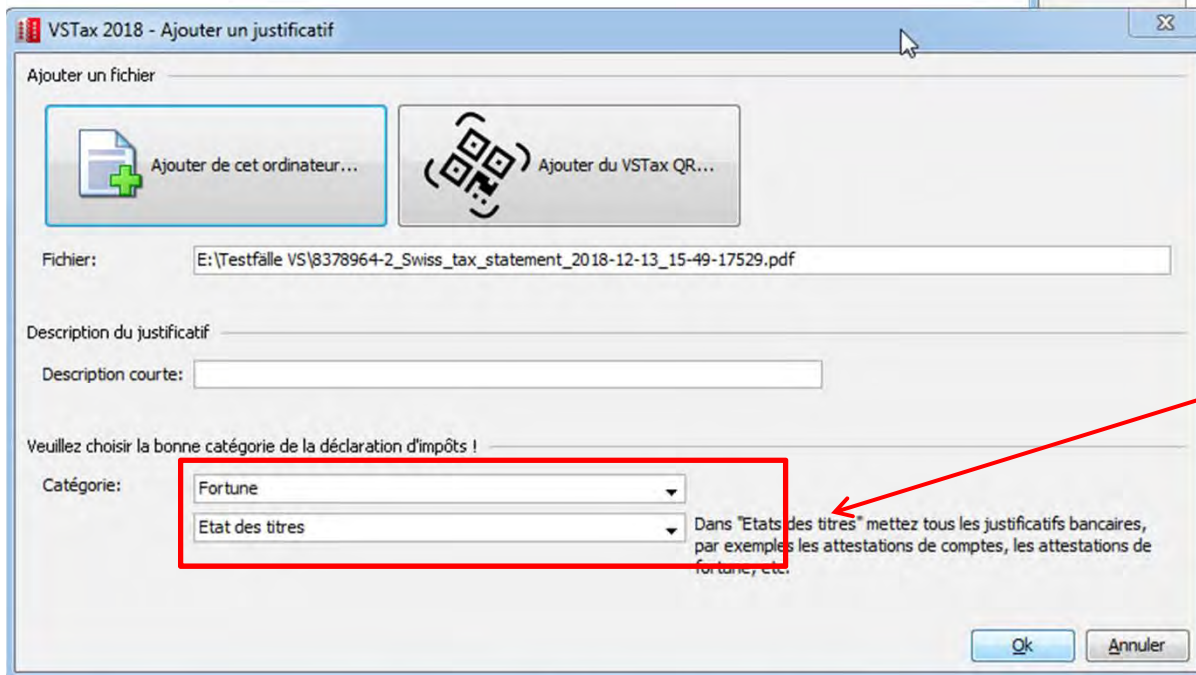 VSTax 2018 - Ajouter un justificatif
Ajouter un fichier
Ajouter de cet ordinateur...
Ajouter du VSTax QR...
Fichier: E:\Testfälle VS\8378964-2_Swiss_tax_statement_2018-12-13_15-49-17529.pdf
Description du justificatif
Description courte:
Veuillez choisir la bonne catégorie de la déclaration d'impôts !
Catégorie: Fortune
Etat des titres
Dans "Etats des titres" mettez tous les justificatifs bancaires,
par exemples les attestations de comptes, les attestations de
fortune, etc.
Ok Annuler